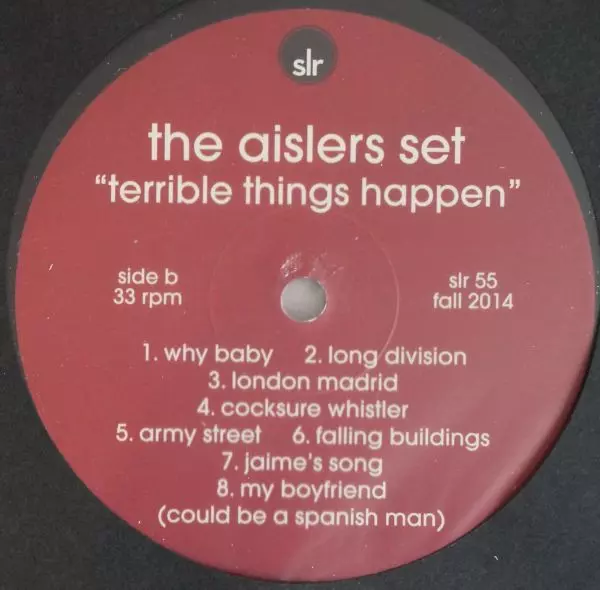 slr
the aislers set
“terrible things happen”
side b
33 rpm
slr 55
fall 2014
1. why baby 2. long division
3. london madrid
4. cocksure whistler
5. army street 6. falling buildings
7. jaime's song
8. my boyfriend
(could be a spanish man)